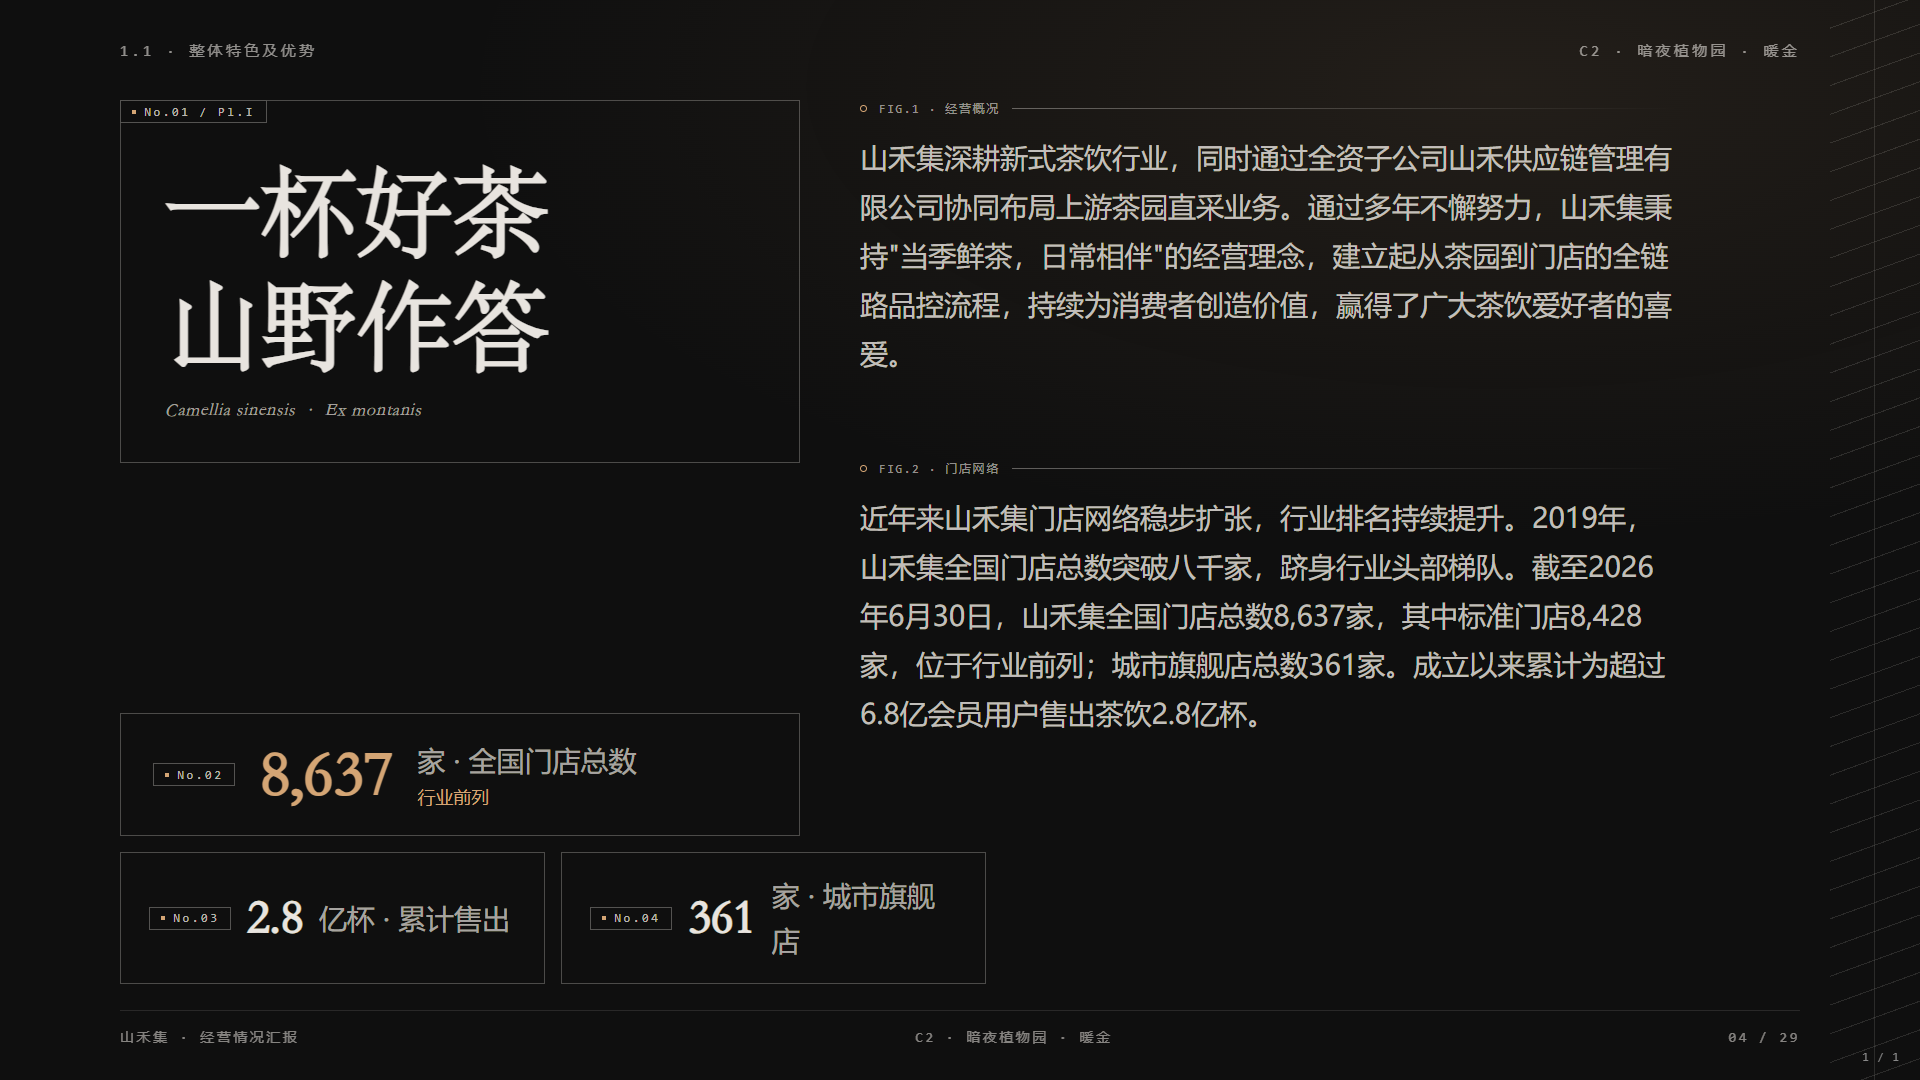 1.1 · 整体特色及优势
C2 · 暗夜植物园 · 暖金
No.01 / Pl.I
一杯好茶
山野作答
Camellia sinensis · Ex montanis
FIG.1 · 经营概况
山禾集深耕新式茶饮行业，同时通过全资子公司山禾供应链管理有
限公司协同布局上游茶园直采业务。通过多年不懈努力，山禾集秉
持"当季鲜茶，日常相伴"的经营理念，建立起从茶园到门店的全链
路品控流程，持续为消费者创造价值，赢得了广大茶饮爱好者的喜
爱。
FIG.2 · 门店网络
近年来山禾集门店网络稳步扩张，行业排名持续提升。2019年，
山禾集全国门店总数突破八千家，跻身行业头部梯队。截至2026
年6月30日，山禾集全国门店总数8,637家，其中标准门店8,428
家，位于行业前列；城市旗舰店总数361家。成立以来累计为超过
6.8亿会员用户售出茶饮2.8亿杯。
No.02
8,637
家 · 全国门店总数
行业前列
No.03
2.8
亿杯 · 累计售出
No.04
361
家 · 城市旗舰
店
山禾集 · 经营情况汇报
C2 · 暗夜植物园 · 暖金
04 / 29
1 / 1